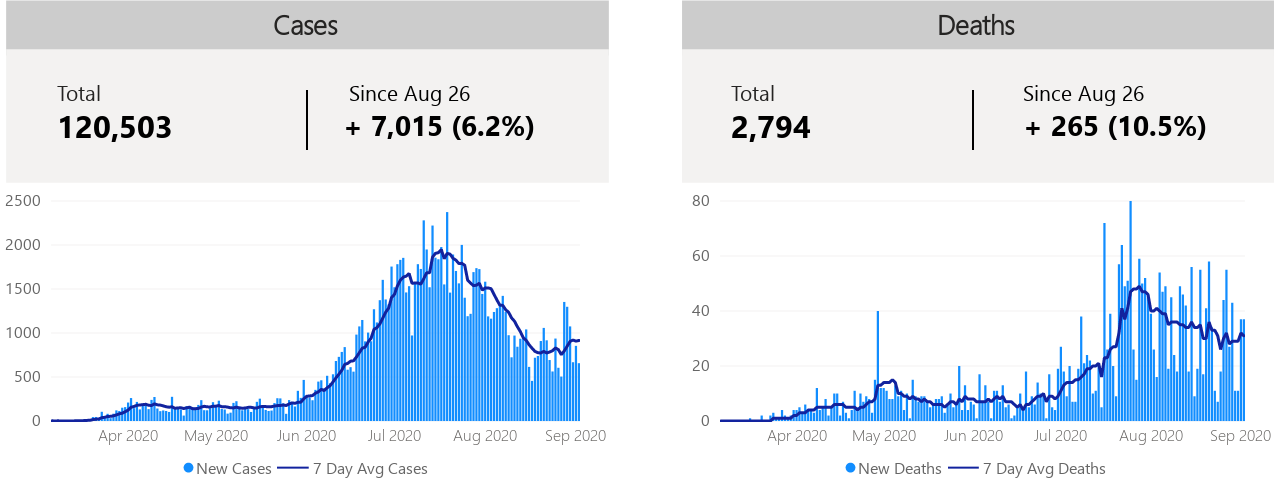 Cases
Total
120,503
Since Aug 26
+ 7,015 (6.2%)
2500
2000
1500
1000
500
0
Apr 2020 May 2020 Jun 2020 Jul 2020 Aug 2020 Sep 2020
New Cases 7 Day Avg Cases
Deaths
Total
2,794
Since Aug 26
+ 265 (10.5%)
80
60
40
20
0
Apr 2020 May 2020 Jun 2020 Jul 2020 Aug 2020 Sep 2020
New Deaths 7 Day Avg Deaths